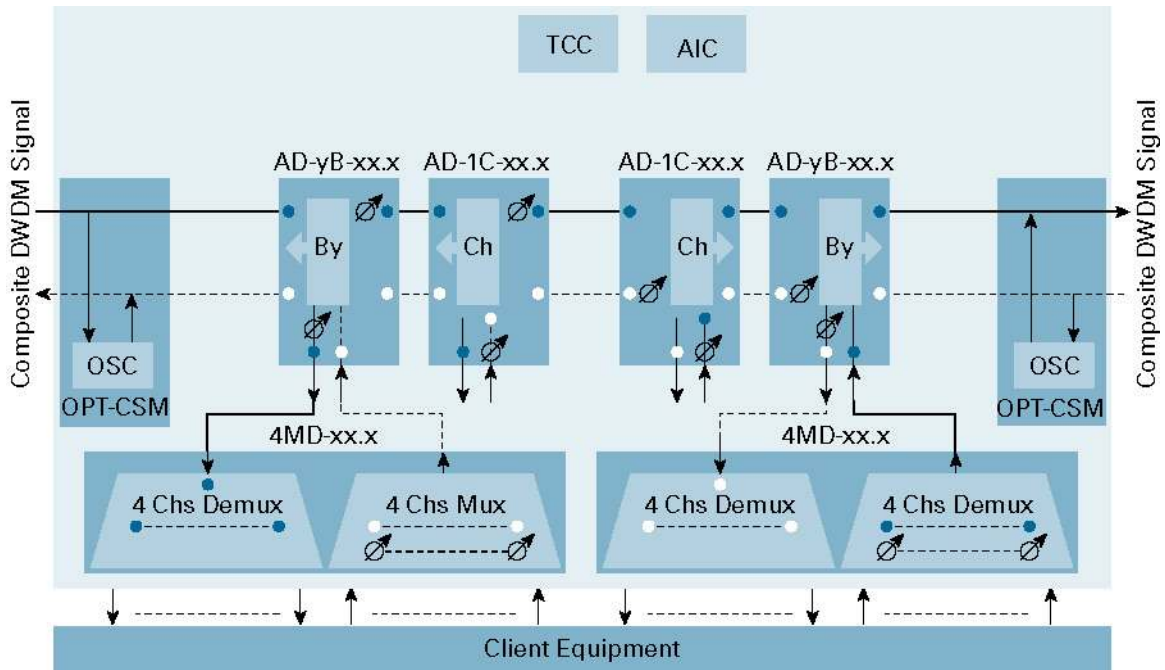 TCC
AIC
Composite DWDM Signal
Composite DWDM Signal
AD-yB-xx.x
AD-1C-xx.x
AD-1C-xx.x
AD-yB-xx.x
By
Ch
Ch
By
OSC
OSC
OPT-CSM
OPT-CSM
4MD-xx.x
4MD-xx.x
4 Chs Demux
4 Chs Mux
4 Chs Demux
4 Chs Demux
Client Equipment